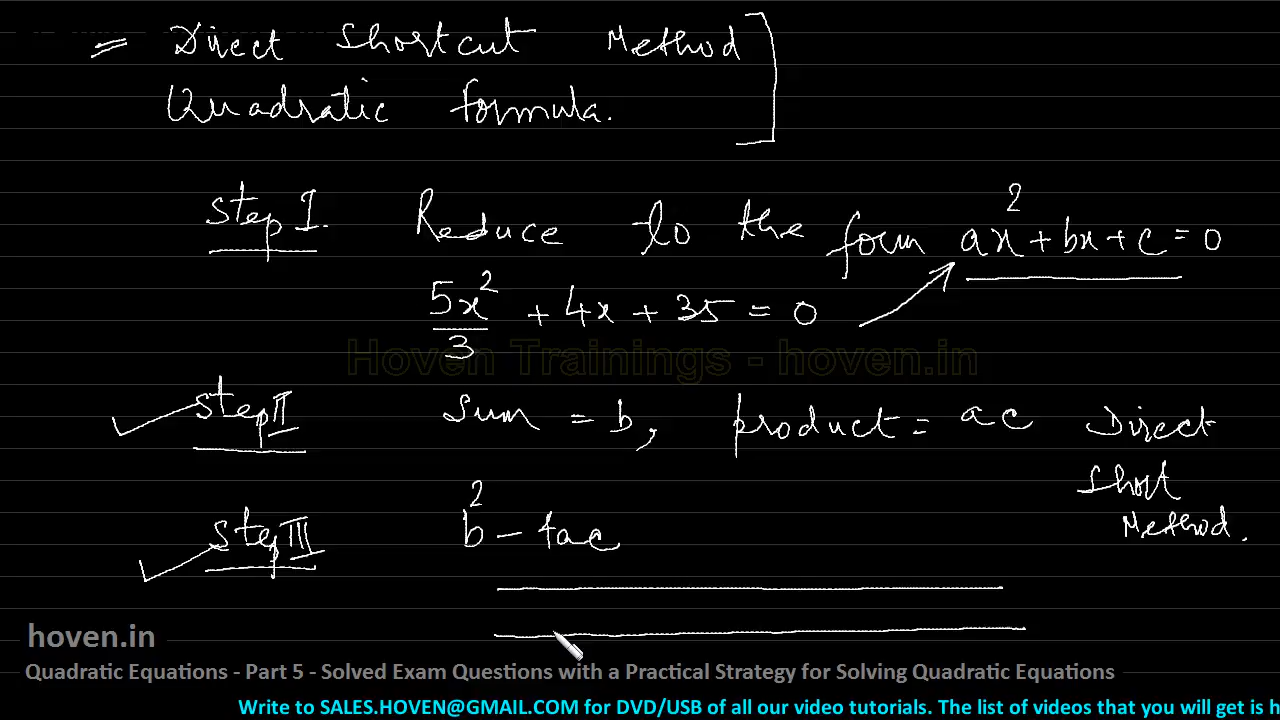 = Direct Shortcut Method
Quadratic formula.
Step I. Reduce to the form ax² + bx + c = 0
5x²/3 + 4x + 35 = 0
Hoven Trainings - hoven.in
Step II Sum = b, product = ac Direct
Short
Method.
Step III b² - 4ac
hoven.in
Quadratic Equations - Part 5 - Solved Exam Questions with a Practical Strategy for Solving Quadratic Equations
Write to SALES.HOVEN@GMAIL.COM for DVD/USB of all our video tutorials. The list of videos that you will get is h